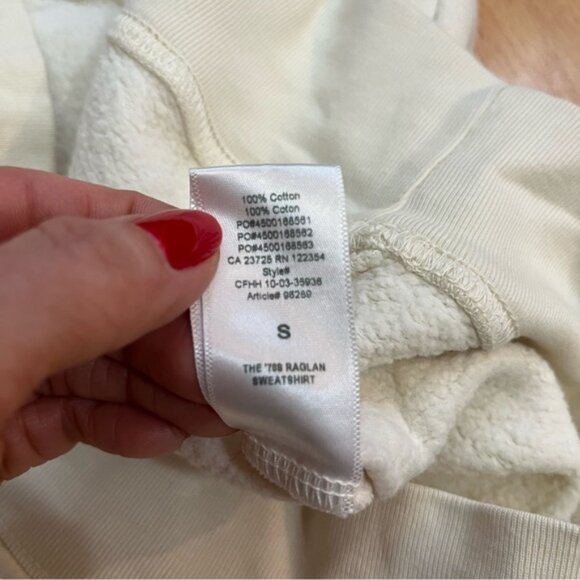 100% Cotton
100% Coton
PO#4500168561
PO#4500168562
PO#4500168563
CA 23725 RN 122354
Style#
CFHH 10-03-35936
Article# 98269
S
THE '70S RAGLAN
SWEATSHIRT